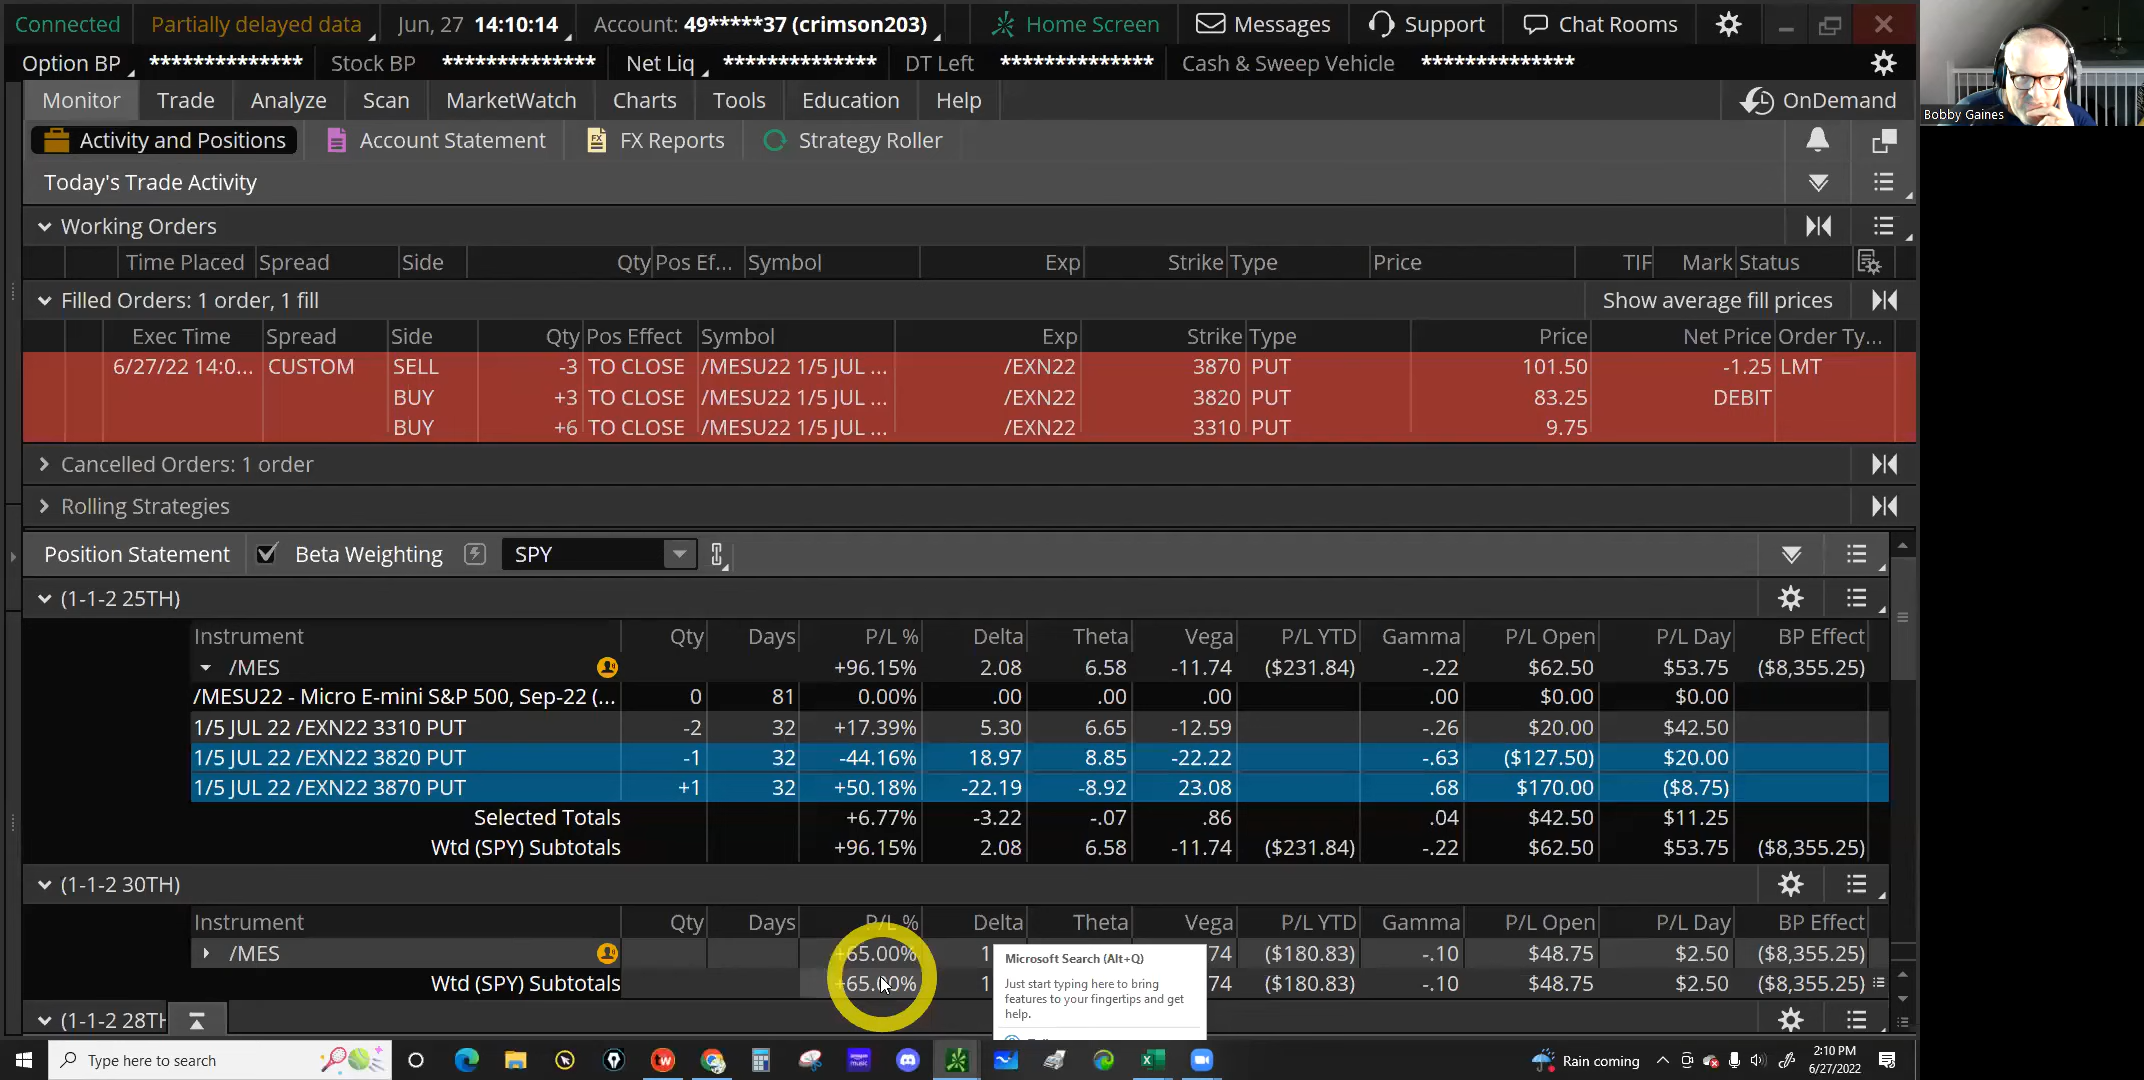 Connected Partially delayed data Jun, 27 14:10:14 Account: 49*****37 (crimson203) Home Screen Messages Support Chat Rooms
Option BP ************** Stock BP ************** Net Liq ************** DT Left ************** Cash & Sweep Vehicle **************
Monitor Trade Analyze Scan MarketWatch Charts Tools Education Help OnDemand
Bobby Gaines
Activity and Positions Account Statement FX FX Reports Strategy Roller
Today's Trade Activity
Working Orders
Time Placed Spread Side Qty Pos Ef... Symbol Exp Strike Type Price TIF Mark Status
Filled Orders: 1 order, 1 fill Show average fill prices
Exec Time Spread Side Qty Pos Effect Symbol Exp Strike Type Price Net Price Order Ty...
6/27/22 14:0... CUSTOM SELL -3 TO CLOSE /MESU22 1/5 JUL ... /EXN22 3870 PUT 101.50 -1.25 LMT
BUY +3 TO CLOSE /MESU22 1/5 JUL ... /EXN22 3820 PUT 83.25 DEBIT
BUY +6 TO CLOSE /MESU22 1/5 JUL ... /EXN22 3310 PUT 9.75
Cancelled Orders: 1 order
Rolling Strategies
Position Statement Beta Weighting SPY
(1-1-2 25TH)
Instrument Qty Days P/L % Delta Theta Vega P/L YTD Gamma P/L Open P/L Day BP Effect
/MES +96.15% 2.08 6.58 -11.74 ($231.84) -.22 $62.50 $53.75 ($8,355.25)
/MESU22 - Micro E-mini S&P 500, Sep-22 (... 0 81 0.00% .00 .00 .00 .00 $0.00 $0.00
1/5 JUL 22 /EXN22 3310 PUT -2 32 +17.39% 5.30 6.65 -12.59 -.26 $20.00 $42.50
1/5 JUL 22 /EXN22 3820 PUT -1 32 -44.16% 18.97 8.85 -22.22 -.63 ($127.50) $20.00
1/5 JUL 22 /EXN22 3870 PUT +1 32 +50.18% -22.19 -8.92 23.08 .68 $170.00 ($8.75)
Selected Totals +6.77% -3.22 -.07 .86 .04 $42.50 $11.25
Wtd (SPY) Subtotals +96.15% 2.08 6.58 -11.74 ($231.84) -.22 $62.50 $53.75 ($8,355.25)
(1-1-2 30TH)
Instrument Qty Days P/L % Delta Theta Vega P/L YTD Gamma P/L Open P/L Day BP Effect
/MES +65.00% 1 74 ($180.83) -.10 $48.75 $2.50 ($8,355.25)
Wtd (SPY) Subtotals +65.00% 1 74 ($180.83) -.10 $48.75 $2.50 ($8,355.25)
Microsoft Search (Alt+Q)
Just start typing here to bring
features to your fingertips and get
help.
(1-1-2 28TH
Type here to search Rain coming 2:10 PM
6/27/2022